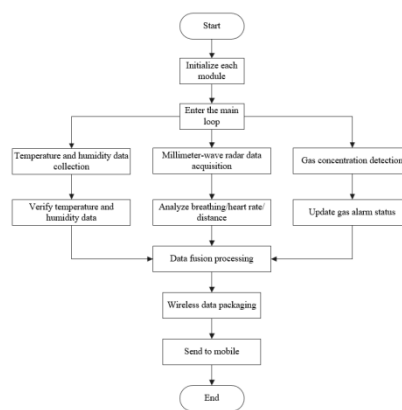 Start
Initialize each
module
Enter the main
loop
Temperature and humidity data
collection
Millimeter-wave radar data
acquisition
Gas concentration detection
Verify temperature and
humidity data
Analyze breathing/heart rate/
distance
Update gas alarm status
Data fusion processing
Wireless data packaging
Send to mobile
End